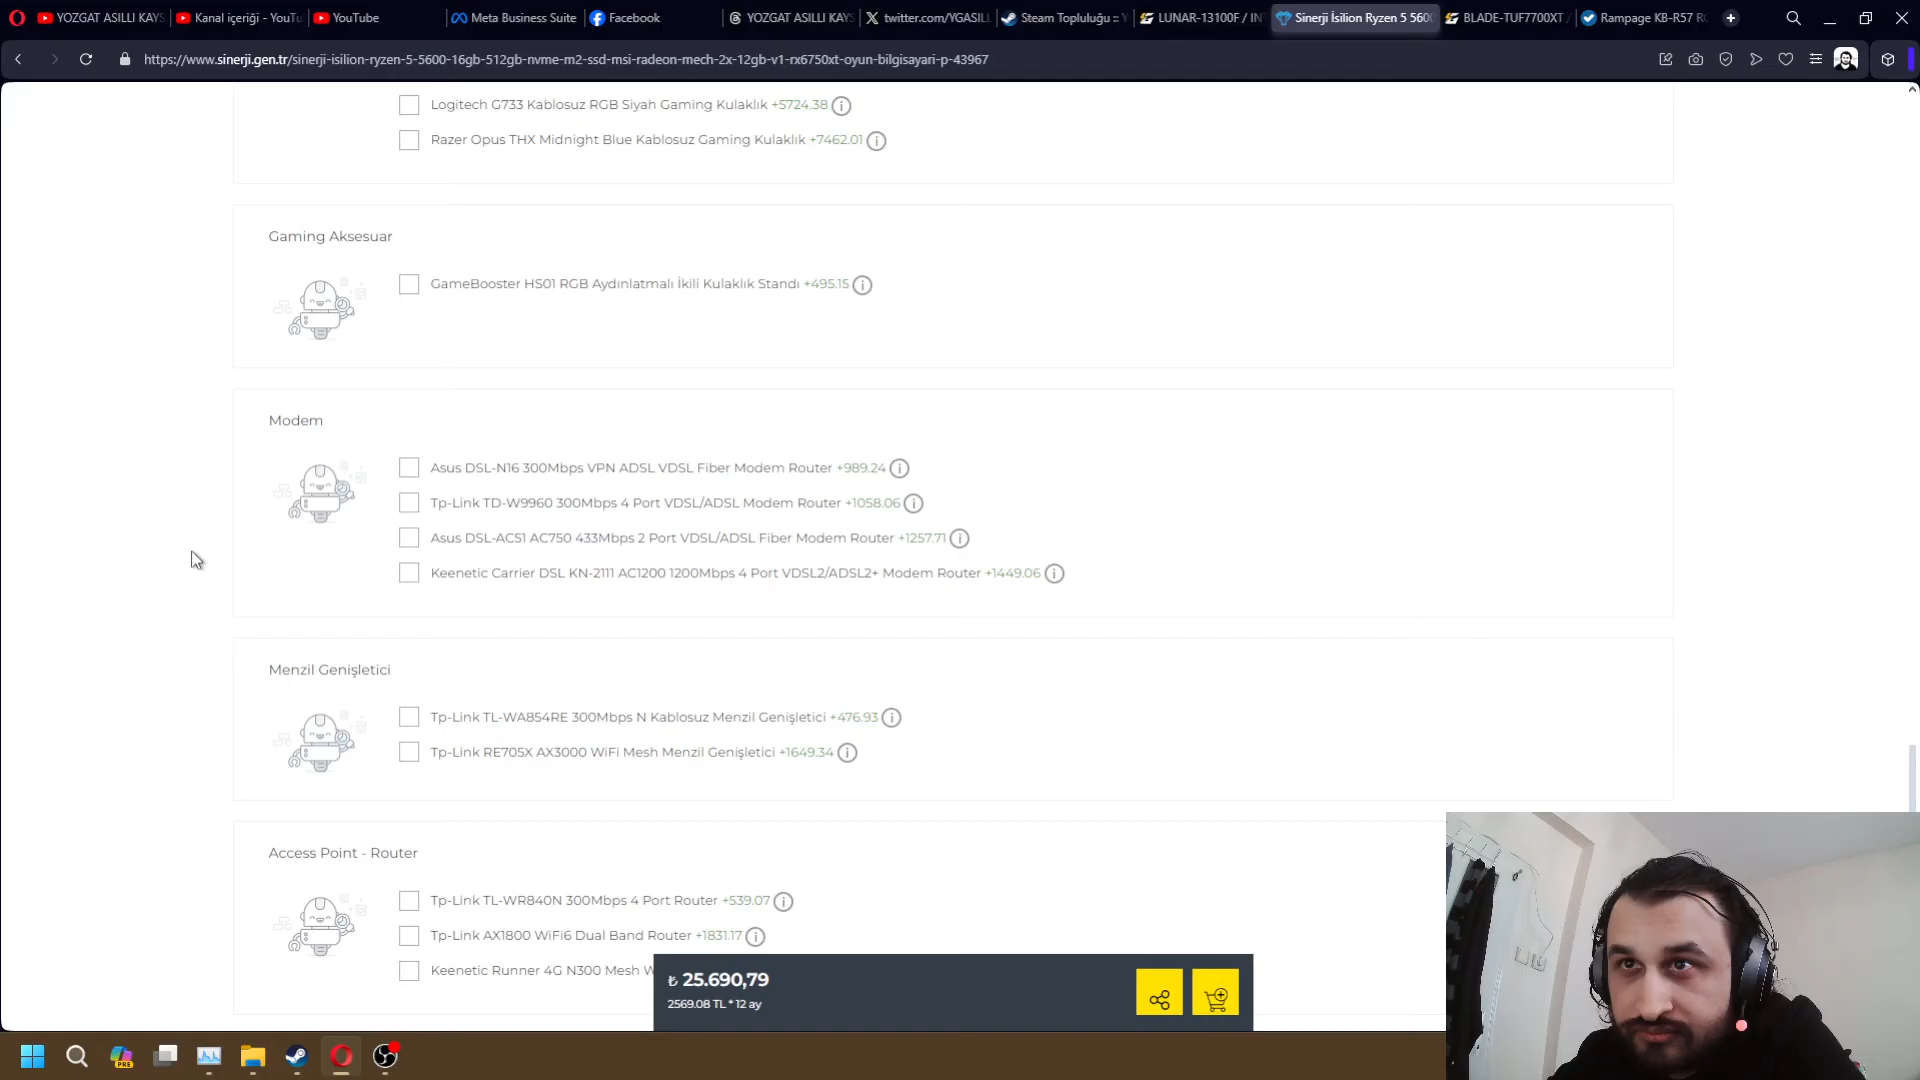 YOZGAT ASILLI KAYS
Kanal içeriği - YouTu
YouTube
Meta Business Suite
Facebook
YOZGAT ASILLI KAYS
twitter.com/YGASILL
Steam Topluluğu :: Y
LUNAR-13100F / IN
Sinerji İsilion Ryzen 5 5600
BLADE-TUF7700XT /
Rampage KB-R57 RG
https://www.sinerji.gen.tr/sinerji-isilion-ryzen-5-5600-16gb-512gb-nvme-m2-ssd-msi-radeon-mech-2x-12gb-v1-rx6750xt-oyun-bilgisayari-p-43967
Logitech G733 Kablosuz RGB Siyah Gaming Kulaklık +5724.38
Razer Opus THX Midnight Blue Kablosuz Gaming Kulaklık +7462.01
Gaming Aksesuar
GameBooster HS01 RGB Aydınlatmalı İkili Kulaklık Standı +495.15
Modem
Asus DSL-N16 300Mbps VPN ADSL VDSL Fiber Modem Router +989.24
Tp-Link TD-W9960 300Mbps 4 Port VDSL/ADSL Modem Router +1058.06
Asus DSL-AC51 AC750 433Mbps 2 Port VDSL/ADSL Fiber Modem Router +1257.71
Keenetic Carrier DSL KN-2111 AC1200 1200Mbps 4 Port VDSL2/ADSL2+ Modem Router +1449.06
Menzil Genişletici
Tp-Link TL-WA854RE 300Mbps N Kablosuz Menzil Genişletici +476.93
Tp-Link RE705X AX3000 WiFi Mesh Menzil Genişletici +1649.34
Access Point - Router
Tp-Link TL-WR840N 300Mbps 4 Port Router +539.07
Tp-Link AX1800 WiFi6 Dual Band Router +1831.17
Keenetic Runner 4G N300 Mesh W
₺ 25.690,79
2569.08 TL * 12 ay
PRE